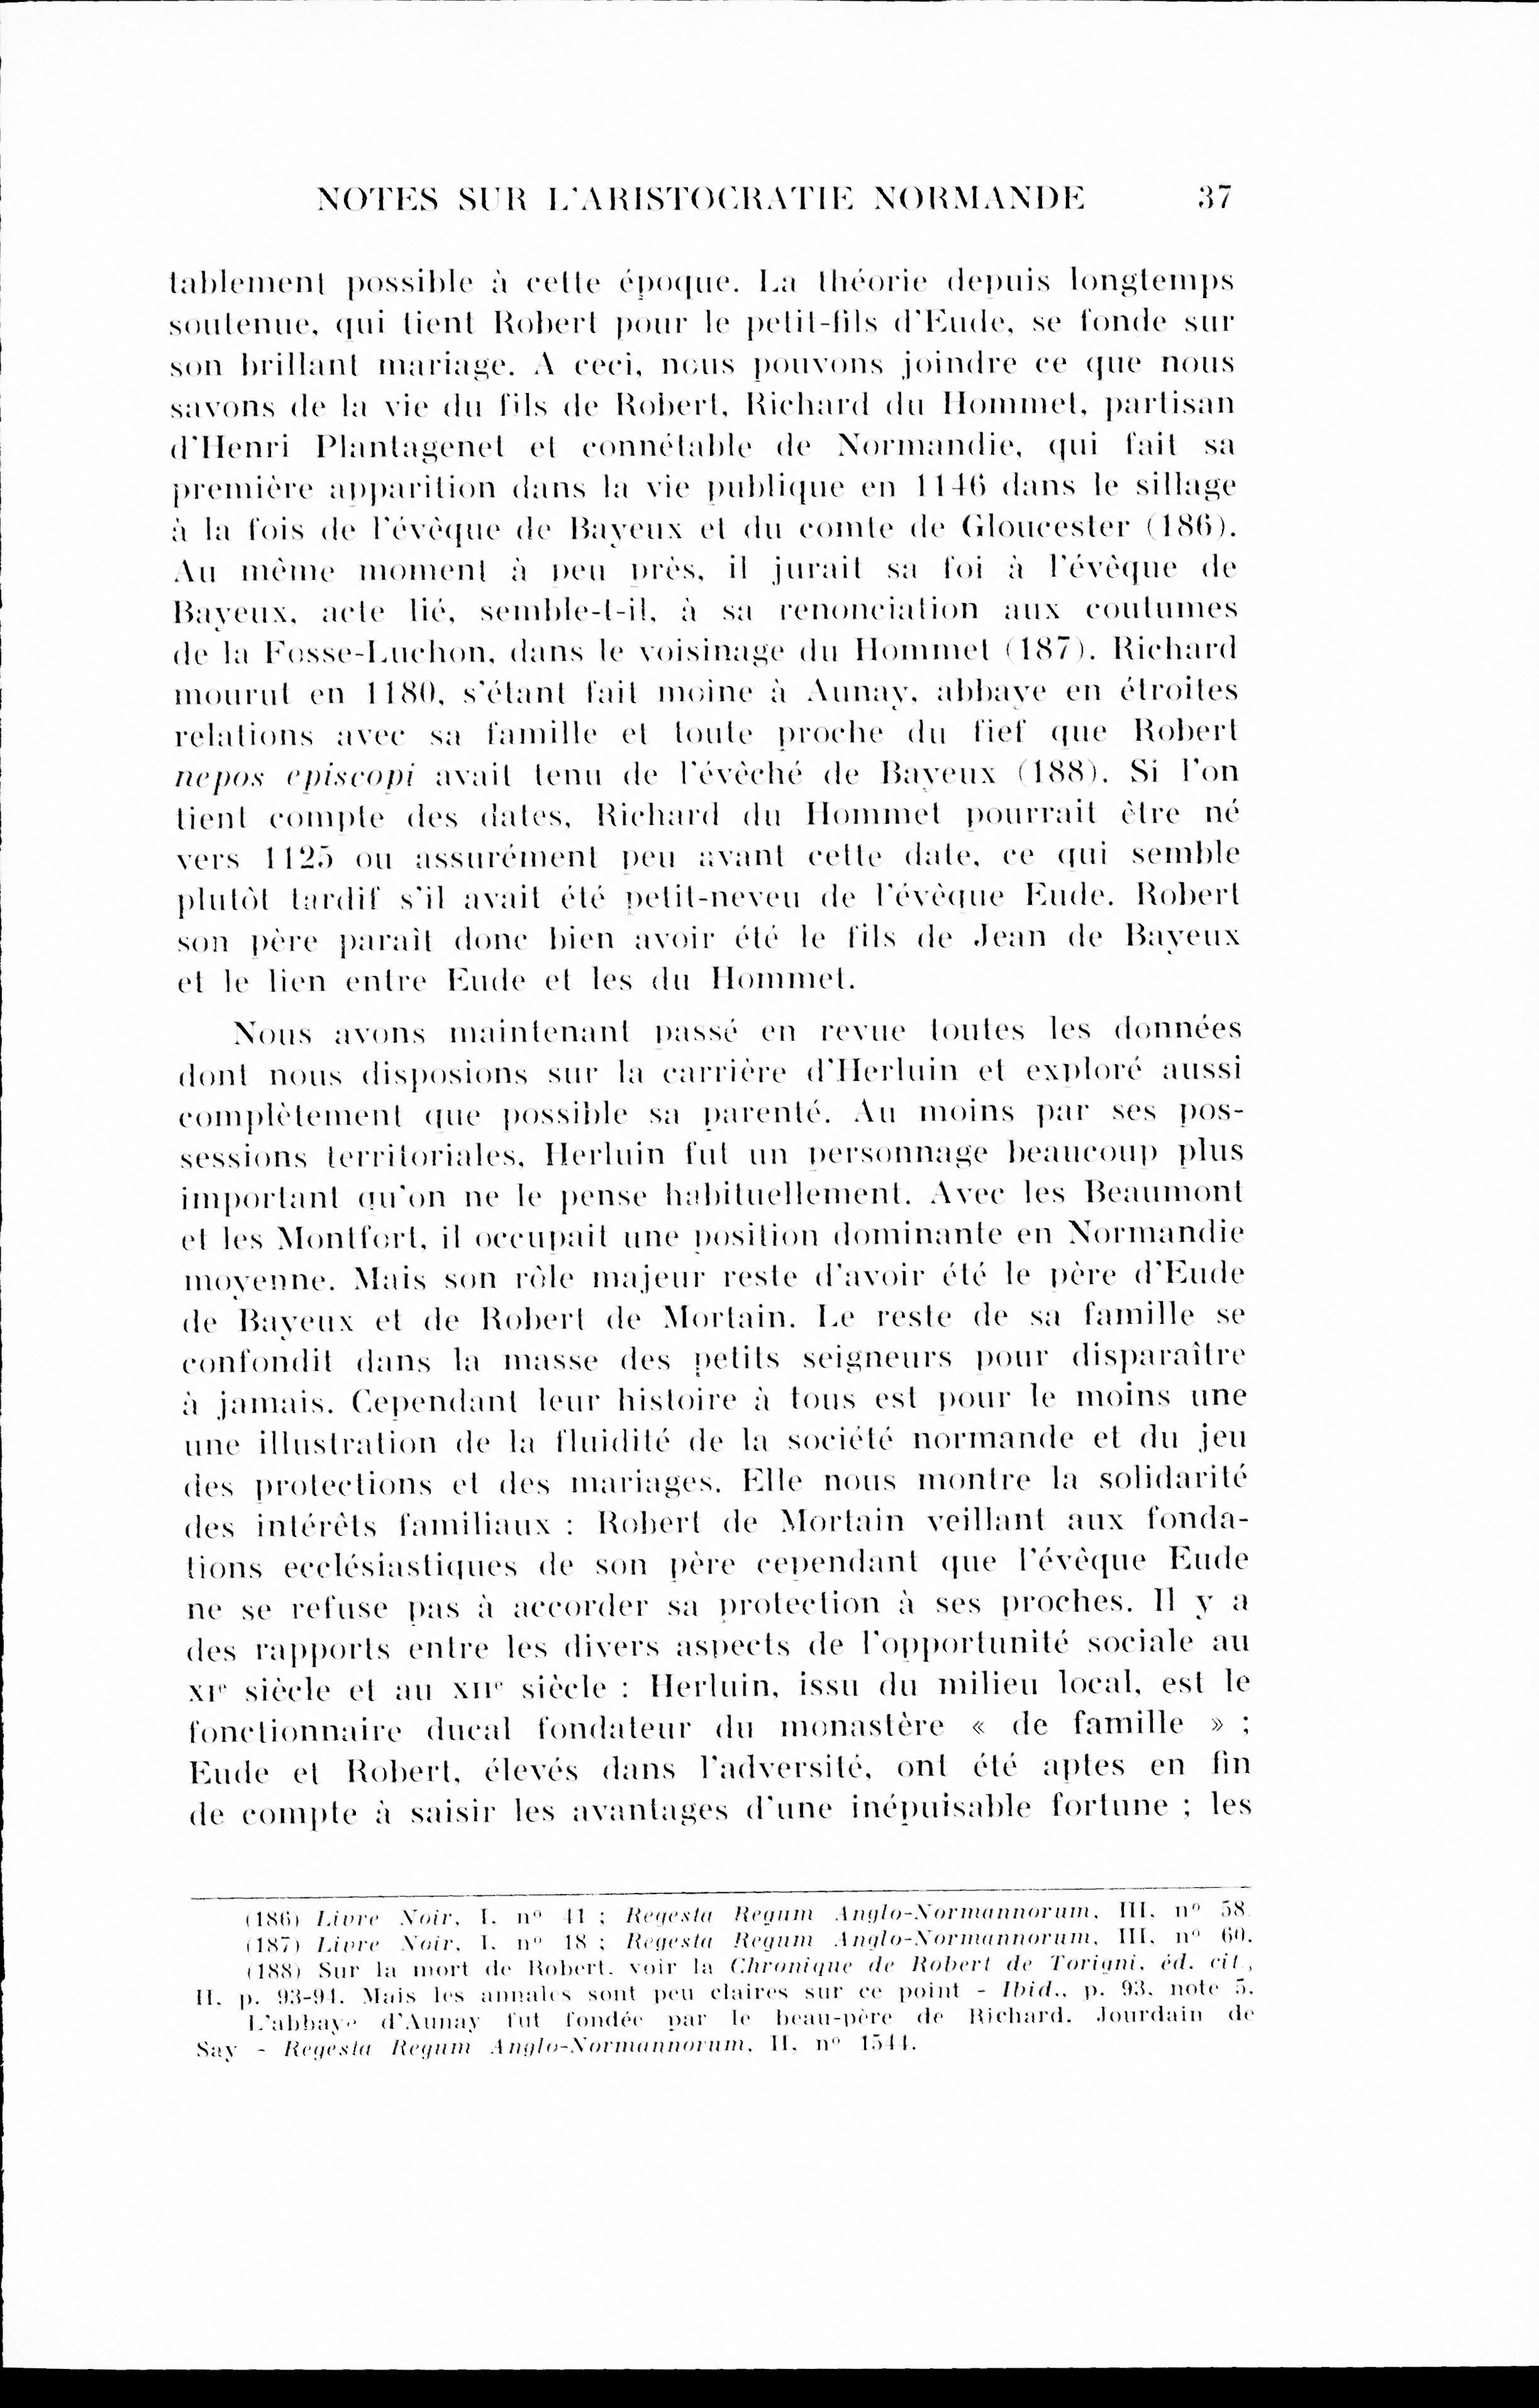 NOTES SUR L'ARISTOCRATIE NORMANDE 37
tablement possible à cette époque. La théorie depuis longtemps
soutenue, qui tient Robert pour le petit-fils d'Eude, se fonde sur
son brillant mariage. A ceci, nous pouvons joindre ce que nous
savons de la vie du fils de Robert, Richard du Hommet, partisan
d'Henri Plantagenet et connétable de Normandie, qui fait sa
première apparition dans la vie publique en 1146 dans le sillage
à la fois de l'évêque de Bayeux et du comte de Gloucester (186).
Au même moment à peu près, il jurait sa foi à l'évêque de
Bayeux, acte lié, semble-t-il, à sa renonciation aux coutumes
de la Fosse-Luchon, dans le voisinage du Hommet (187). Richard
mourut en 1180, s'étant fait moine à Aunay, abbaye en étroites
relations avec sa famille et toute proche du fief que Robert
nepos episcopi avait tenu de l'évêché de Bayeux (188). Si l'on
tient compte des dates, Richard du Hommet pourrait être né
vers 1125 ou assurément peu avant cette date, ce qui semble
plutôt tardif s'il avait été petit-neveu de l'évêque Eude. Robert
son père paraît donc bien avoir été le fils de Jean de Bayeux
et le lien entre Eude et les du Hommet.
Nous avons maintenant passé en revue toutes les données
dont nous disposions sur la carrière d'Herluin et exploré aussi
complètement que possible sa parenté. Au moins par ses pos-
sessions territoriales, Herluin fut un personnage beaucoup plus
important qu'on ne le pense habituellement. Avec les Beaumont
et les Montfort, il occupait une position dominante en Normandie
moyenne. Mais son rôle majeur reste d'avoir été le père d'Eude
de Bayeux et de Robert de Mortain. Le reste de sa famille se
confondit dans la masse des petits seigneurs pour disparaître
à jamais. Cependant leur histoire à tous est pour le moins une
une illustration de la fluidité de la société normande et du jeu
des protections et des mariages. Elle nous montre la solidarité
des intérêts familiaux : Robert de Mortain veillant aux fonda-
tions ecclésiastiques de son père cependant que l'évêque Eude
ne se refuse pas à accorder sa protection à ses proches. Il y a
des rapports entre les divers aspects de l'opportunité sociale au
XIe siècle et au XIIe siècle : Herluin, issu du milieu local, est le
fonctionnaire ducal fondateur du monastère « de famille » ;
Eude et Robert, élevés dans l'adversité, ont été aptes en fin
de compte à saisir les avantages d'une inépuisable fortune ; les
(186) Livre Noir, I, nº 41 ; Regesta Regum Anglo-Normannorum, III, nº 58.
(187) Livre Noir, I, nº 18 ; Regesta Regum Anglo-Normannorum, III, nº 60.
(188) Sur la mort de Robert, voir la Chronique de Robert de Torigni, éd. cit.,
II, p. 93-94. Mais les annales sont peu claires sur ce point - Ibid., p. 93, note 5.
L'abbaye d'Aunay fut fondée par le beau-père de Richard, Jourdain de
Say - Regesta Regum Anglo-Normannorum, II, nº 1544.